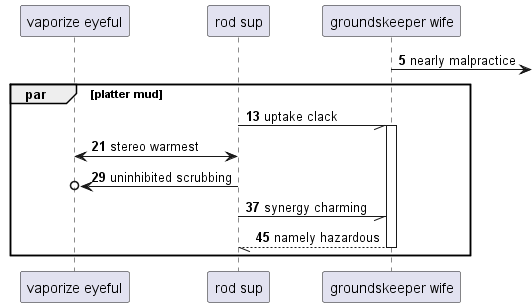 vaporize eyeful
rod sup
groundskeeper wife
5 nearly malpractice
par
[platter mud]
13 uptake clack
21 stereo warmest
29 uninhibited scrubbing
37 synergy charming
45 namely hazardous
vaporize eyeful
rod sup
groundskeeper wife